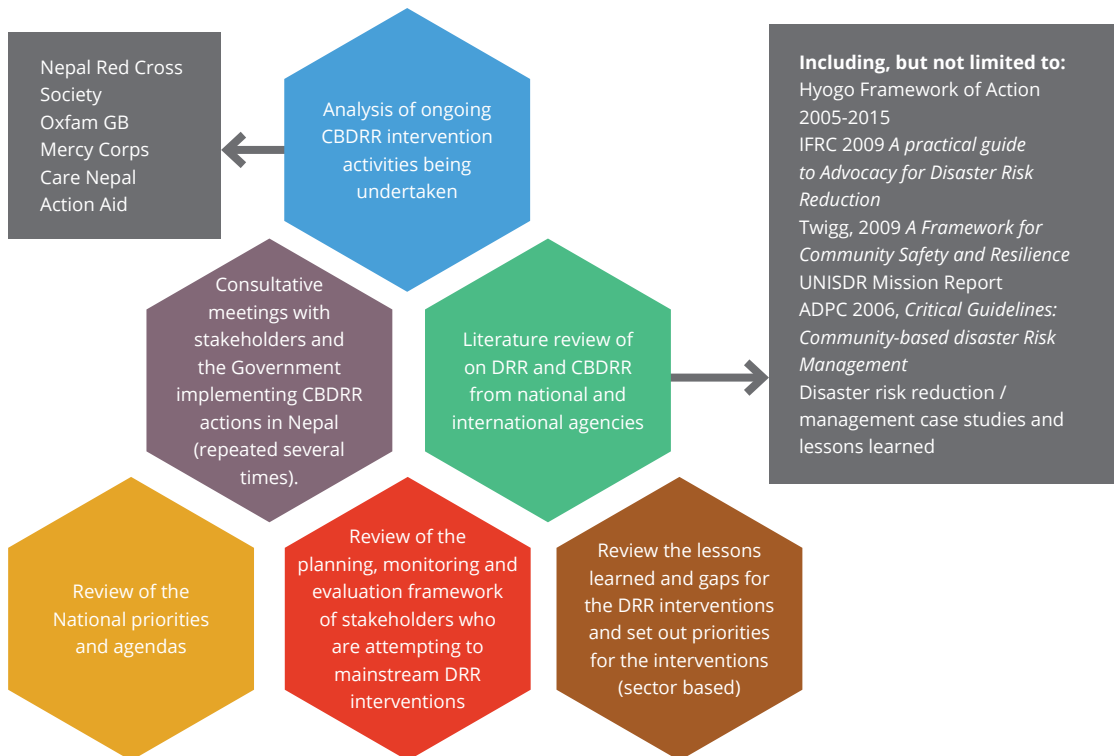 Nepal Red Cross
Society
Oxfam GB
Mercy Corps
Care Nepal
Action Aid
Analysis of ongoing
CBDRR intervention
activities being
undertaken
Including, but not limited to:
Hyogo Framework of Action
2005-2015
IFRC 2009 A practical guide
to Advocacy for Disaster Risk
Reduction
Twigg, 2009 A Framework for
Community Safety and Resilience
UNISDR Mission Report
ADPC 2006, Critical Guidelines:
Community-based disaster Risk
Management
Disaster risk reduction /
management case studies and
lessons learned
Consultative
meetings with
stakeholders and
the Government
implementing CBDRR
actions in Nepal
(repeated several
times).
Literature review of
on DRR and CBDRR
from national and
international agencies
Review of the
National priorities
and agendas
Review of the
planning, monitoring and
evaluation framework
of stakeholders who
are attempting to
mainstream DRR
interventions
Review the lessons
learned and gaps for
the DRR interventions
and set out priorities
for the interventions
(sector based)